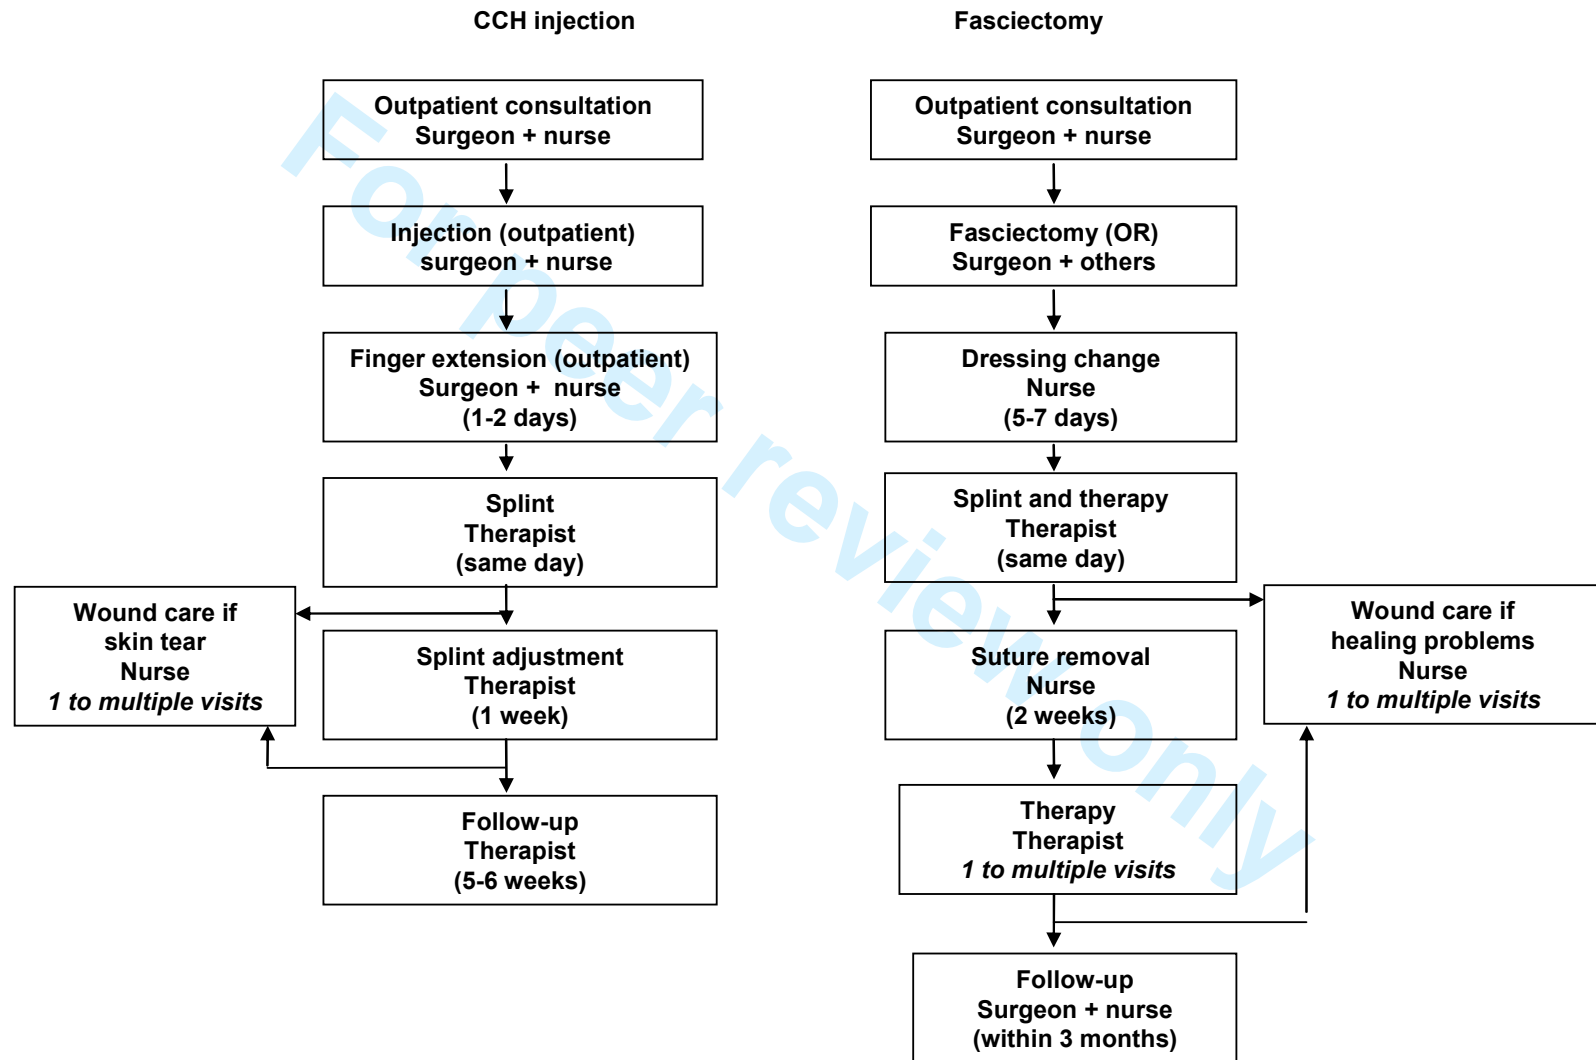 CCH injection
Outpatient consultation
Surgeon + nurse
Injection (outpatient)
surgeon + nurse
Finger extension (outpatient)
Surgeon + nurse
(1-2 days)
Splint
Therapist
(same day)
Wound care if
skin tear
Nurse
1 to multiple visits
Splint adjustment
Therapist
(1 week)
Follow-up
Therapist
(5-6 weeks)
Fasciectomy
Outpatient consultation
Surgeon + nurse
Fasciectomy (OR)
Surgeon + others
Dressing change
Nurse
(5-7 days)
Splint and therapy
Therapist
(same day)
Wound care if
healing problems
Nurse
1 to multiple visits
Suture removal
Nurse
(2 weeks)
Therapy
Therapist
1 to multiple visits
Follow-up
Surgeon + nurse
(within 3 months)
For peer review only